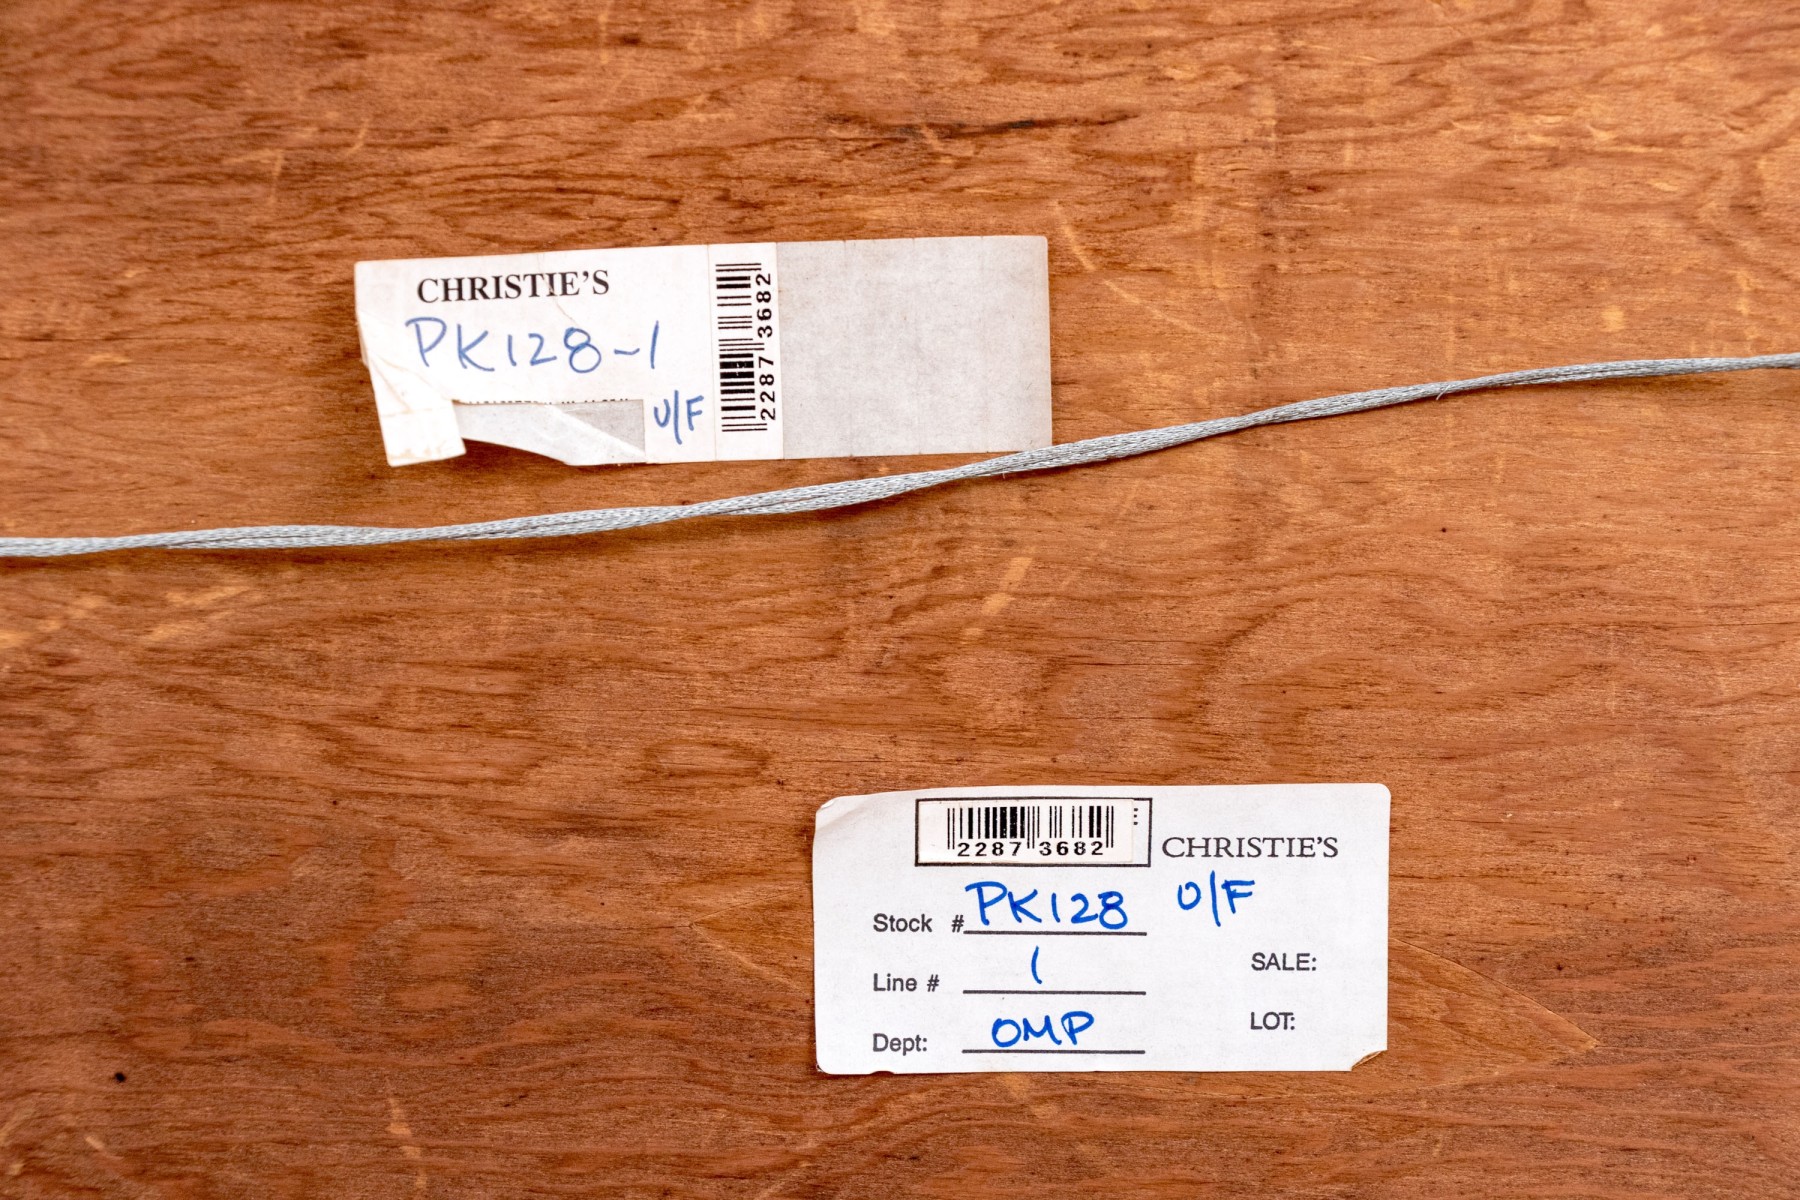 CHRISTIE'S
PK128-1
U/F
2287 3682
2287 3682
CHRISTIE'S
Stock # PK128 U/F
Line # 1
SALE:
Dept: OMP
LOT: